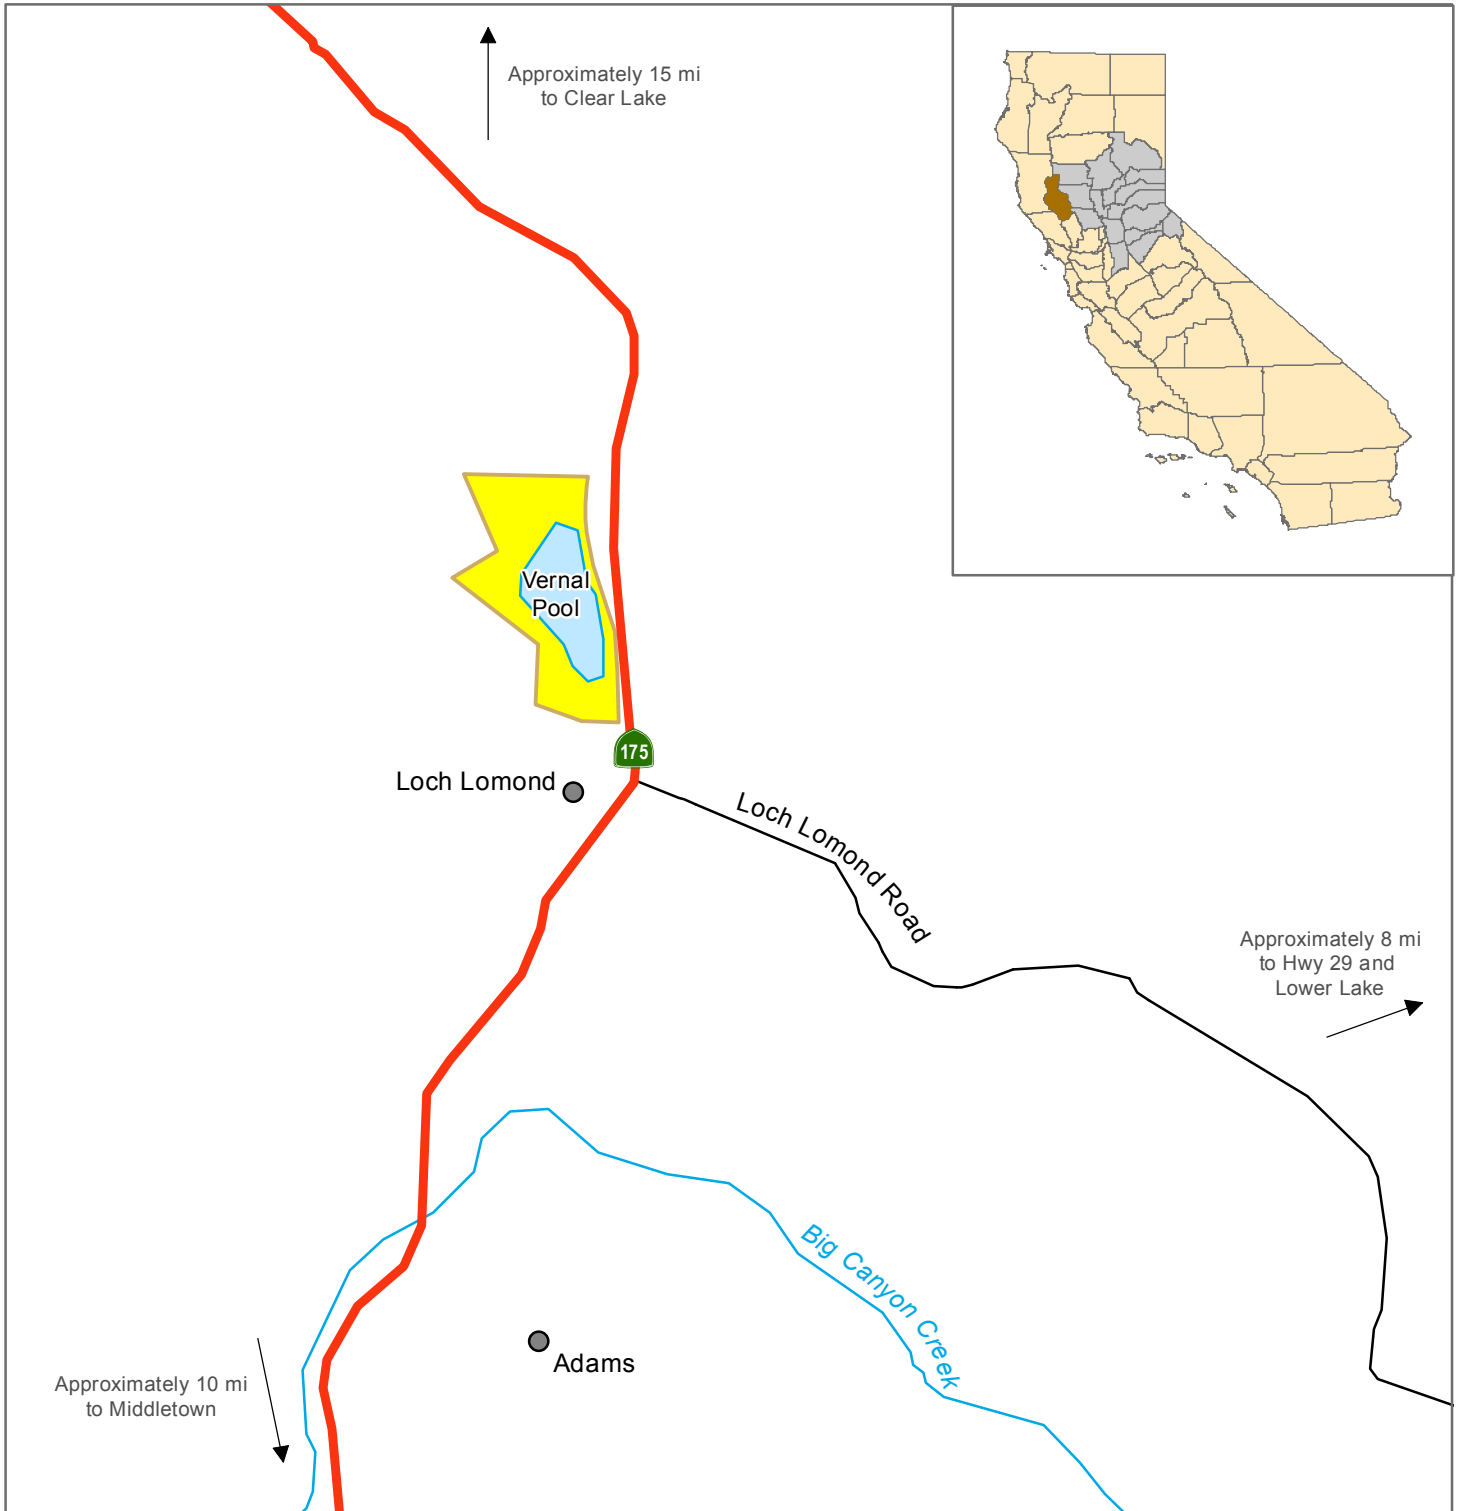 Approximately 15 mi
to Clear Lake
Vernal
Pool
175
Loch Lomond
Loch Lomond Road
Approximately 8 mi
to Hwy 29 and
Lower Lake
Big Canyon Creek
Adams
Approximately 10 mi
to Middletown